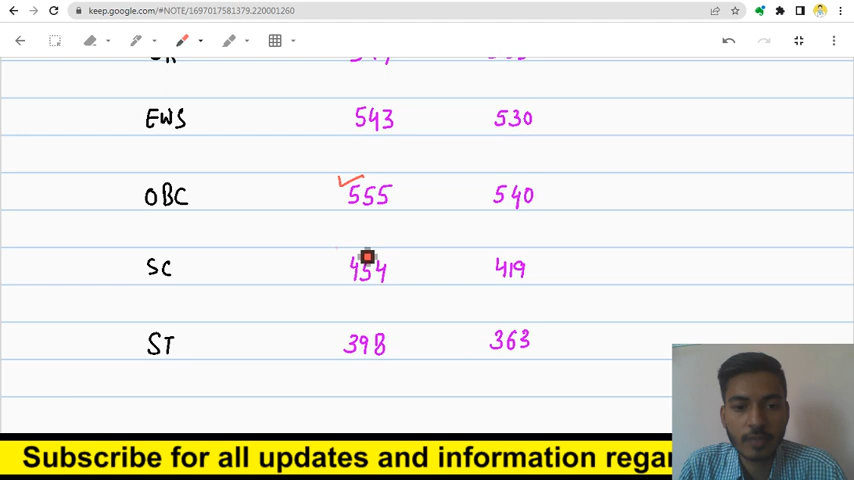 keep.google.com/#NOTE/1697017581379.220001260
EWS 543 530
OBC 555 540
SC 454 419
ST 398 363
Subscribe for all updates and information regar